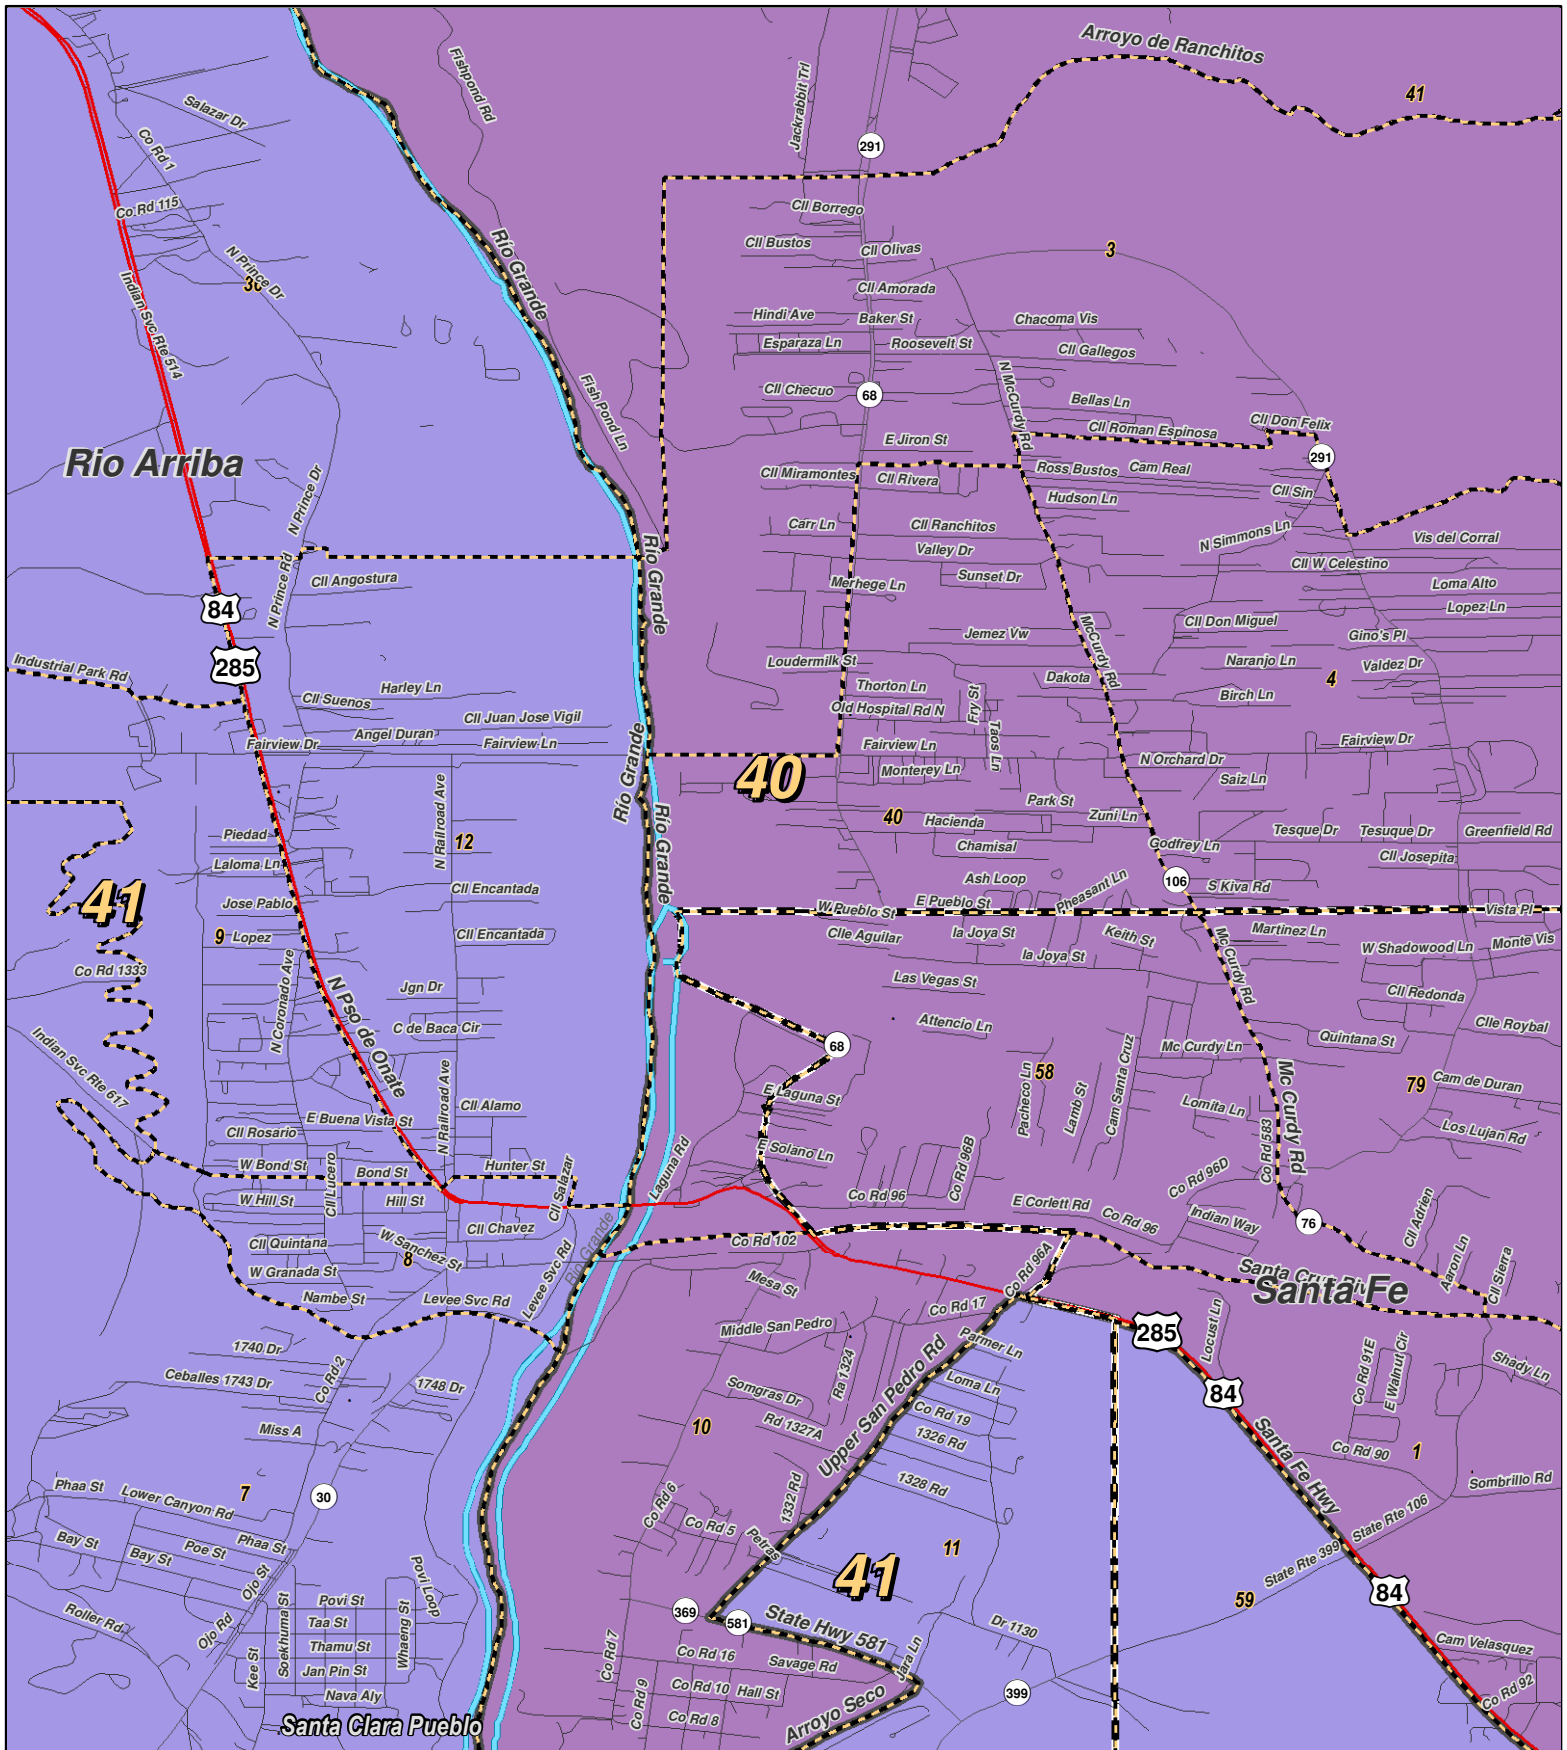 Arroyo de Ranchitos
Fishpond Rd
Jackrabbit Trl
41
Salazar Dr
Co Rd 1
291
Co Rd 115
Cll Borrego
Cll Bustos
Cll Olivas
3
N Prince Dr
Rio Grande
Indian Svc Rte 514
Cll Amorada
Hindi Ave
Baker St
Chacoma Vis
Esparaza Ln
Roosevelt St
Cll Gallegos
N McCurdy Rd
Cll Checuo
68
Bellas Ln
Fish Pond Ln
Cll Don Felix
Cll Roman Espinosa
E Jiron St
291
Rio Arriba
Cll Miramontes
Cll Rivera
Ross Bustos
Cam Real
Cll Sin
Hudson Ln
N Prince Dr
Carr Ln
Cll Ranchitos
N Simmons Ln
Vis del Corral
Valley Dr
Cll W Celestino
Rio Grande
N Prince Rd
Cll Angostura
Merhege Ln
Sunset Dr
Loma Alto
84
Lopez Ln
Cll Don Miguel
Jemez Vw
Gino's Pl
McCurdy Rd
285
Industrial Park Rd
Loudermilk St
Naranjo Ln
Valdez Dr
Dakota
4
Harley Ln
Thorton Ln
Birch Ln
Cll Suenos
Old Hospital Rd N
Fry St
Cll Juan Jose Vigil
Angel Duran
Fairview Dr
Fairview Ln
Fairview Ln
Taos Ln
Fairview Dr
Rio Grande
N Orchard Dr
40
Monterey Ln
Saiz Ln
N Railroad Ave
Park St
Zuni Ln
40
Hacienda
Piedad
12
Tesque Dr
Tesuque Dr
Greenfield Rd
Rio Grande
Chamisal
Godfrey Ln
Cll Josepita
Laloma Ln
Ash Loop
Pheasant Ln
106
S Kiva Rd
41
Cll Encantada
Jose Pablo
W Pueblo St
E Pueblo St
Vista Pl
9
Lopez
Cll Encantada
Clle Aguilar
la Joya St
Keith St
Martinez Ln
la Joya St
W Shadowood Ln
Monte Vis
Co Rd 1333
Mc Curdy Rd
N Coronado Ave
N Pso de Onate
Jgn Dr
Las Vegas St
Cll Redonda
C de Baca Cir
Attencio Ln
Quintana St
Clle Roybal
68
Mc Curdy Ln
Indian Svc Rte 617
58
79
Cam de Duran
N Railroad Ave
E Laguna St
Pacheco Ln
Lamb St
Cam Santa Cruz
Mc Curdy Rd
Cll Alamo
Lomita Ln
E Buena Vista St
Los Lujan Rd
Cll Rosario
E Solano Ln
Co Rd 583
W Bond St
Bond St
Hunter St
Laguna Rd
Co Rd 96B
Co Rd 96D
Cll Lucero
Cll Salazar
W Hill St
Hill St
Co Rd 96
E Corlett Rd
Co Rd 96
Indian Way
76
Cll Adrien
Cll Chavez
Cll Quintana
W Sanchez St
8
Co Rd 102
Co Rd 96A
Aaron Ln
Rio Grande
W Granada St
Levee Svc Rd
Mesa St
Santa Fe
Cll Sierra
Nambe St
Levee Svc Rd
Co Rd 17
Middle San Pedro
285
Locust Ln
Parmer Ln
1740 Dr
Co Rd 91E
E Walnut Cir
Shady Ln
Ceballes 1743 Dr
Co Rd 2
1748 Dr
Ra 1324
Upper San Pedro Rd
Loma Ln
84
Somgras Dr
Co Rd 19
Miss A
10
Rd 1327A
1326 Rd
Santa Fe Hwy
Co Rd 90
1
1328 Rd
Phaa St
7
30
Lower Canyon Rd
1332 Rd
Co Rd 6
Sombrillo Rd
State Rte 106
Co Rd 5
Petras
Bay St
Phaa St
Poe St
Bay St
11
State Rte 399
Ojo St
Povi Loop
41
59
84
Roller Rd
Povi St
369
581
State Hwy 581
Dr 1130
Ojo Rd
Soekhuma St
Taa St
Whaeng St
Thamu St
Co Rd 7
Co Rd 16
Savage Rd
Jara Ln
Cam Velasquez
Kee St
Jan Pin St
Co Rd 10
Hall St
399
Co Rd 92
Nava Aly
Co Rd 9
Arroyo Seco
Santa Clara Pueblo
Co Rd 8